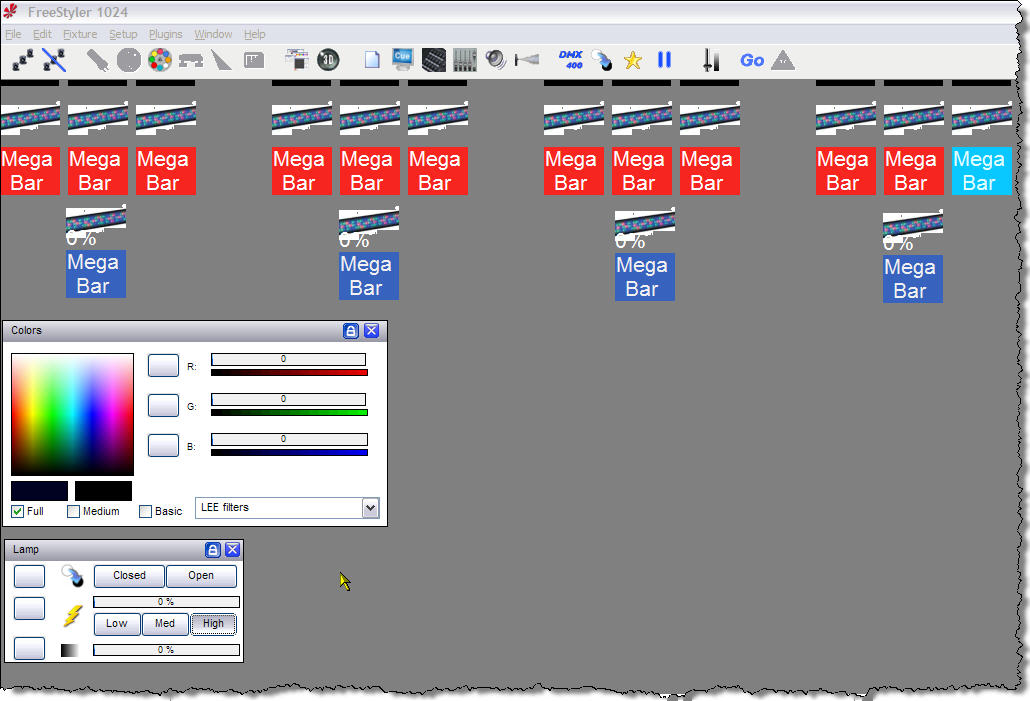 FreeStyler 1024
File Edit Fixture Setup Plugins Window Help
3D Cue DMX 400 Go
Mega Mega Mega Mega Mega Mega Mega Mega Mega Mega Mega Mega
Bar Bar Bar Bar Bar Bar Bar Bar Bar Bar Bar Bar
0% 0% 0% 0%
Mega Mega Mega Mega
Bar Bar Bar Bar
Colors
R: 0
G: 0
B: 0
Full Medium Basic LEE filters
Lamp
Closed Open
0 %
Low Med High
0 %